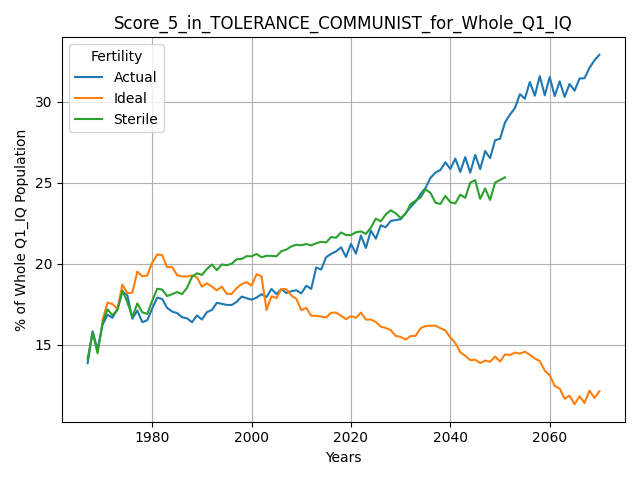 Score_5_in_TOLERANCE_COMMUNIST_for_Whole_Q1_IQ
Fertility
Actual
Ideal
Sterile
% of Whole Q1_IQ Population
30
25
20
15
1980
2000
2020
2040
2060
Years